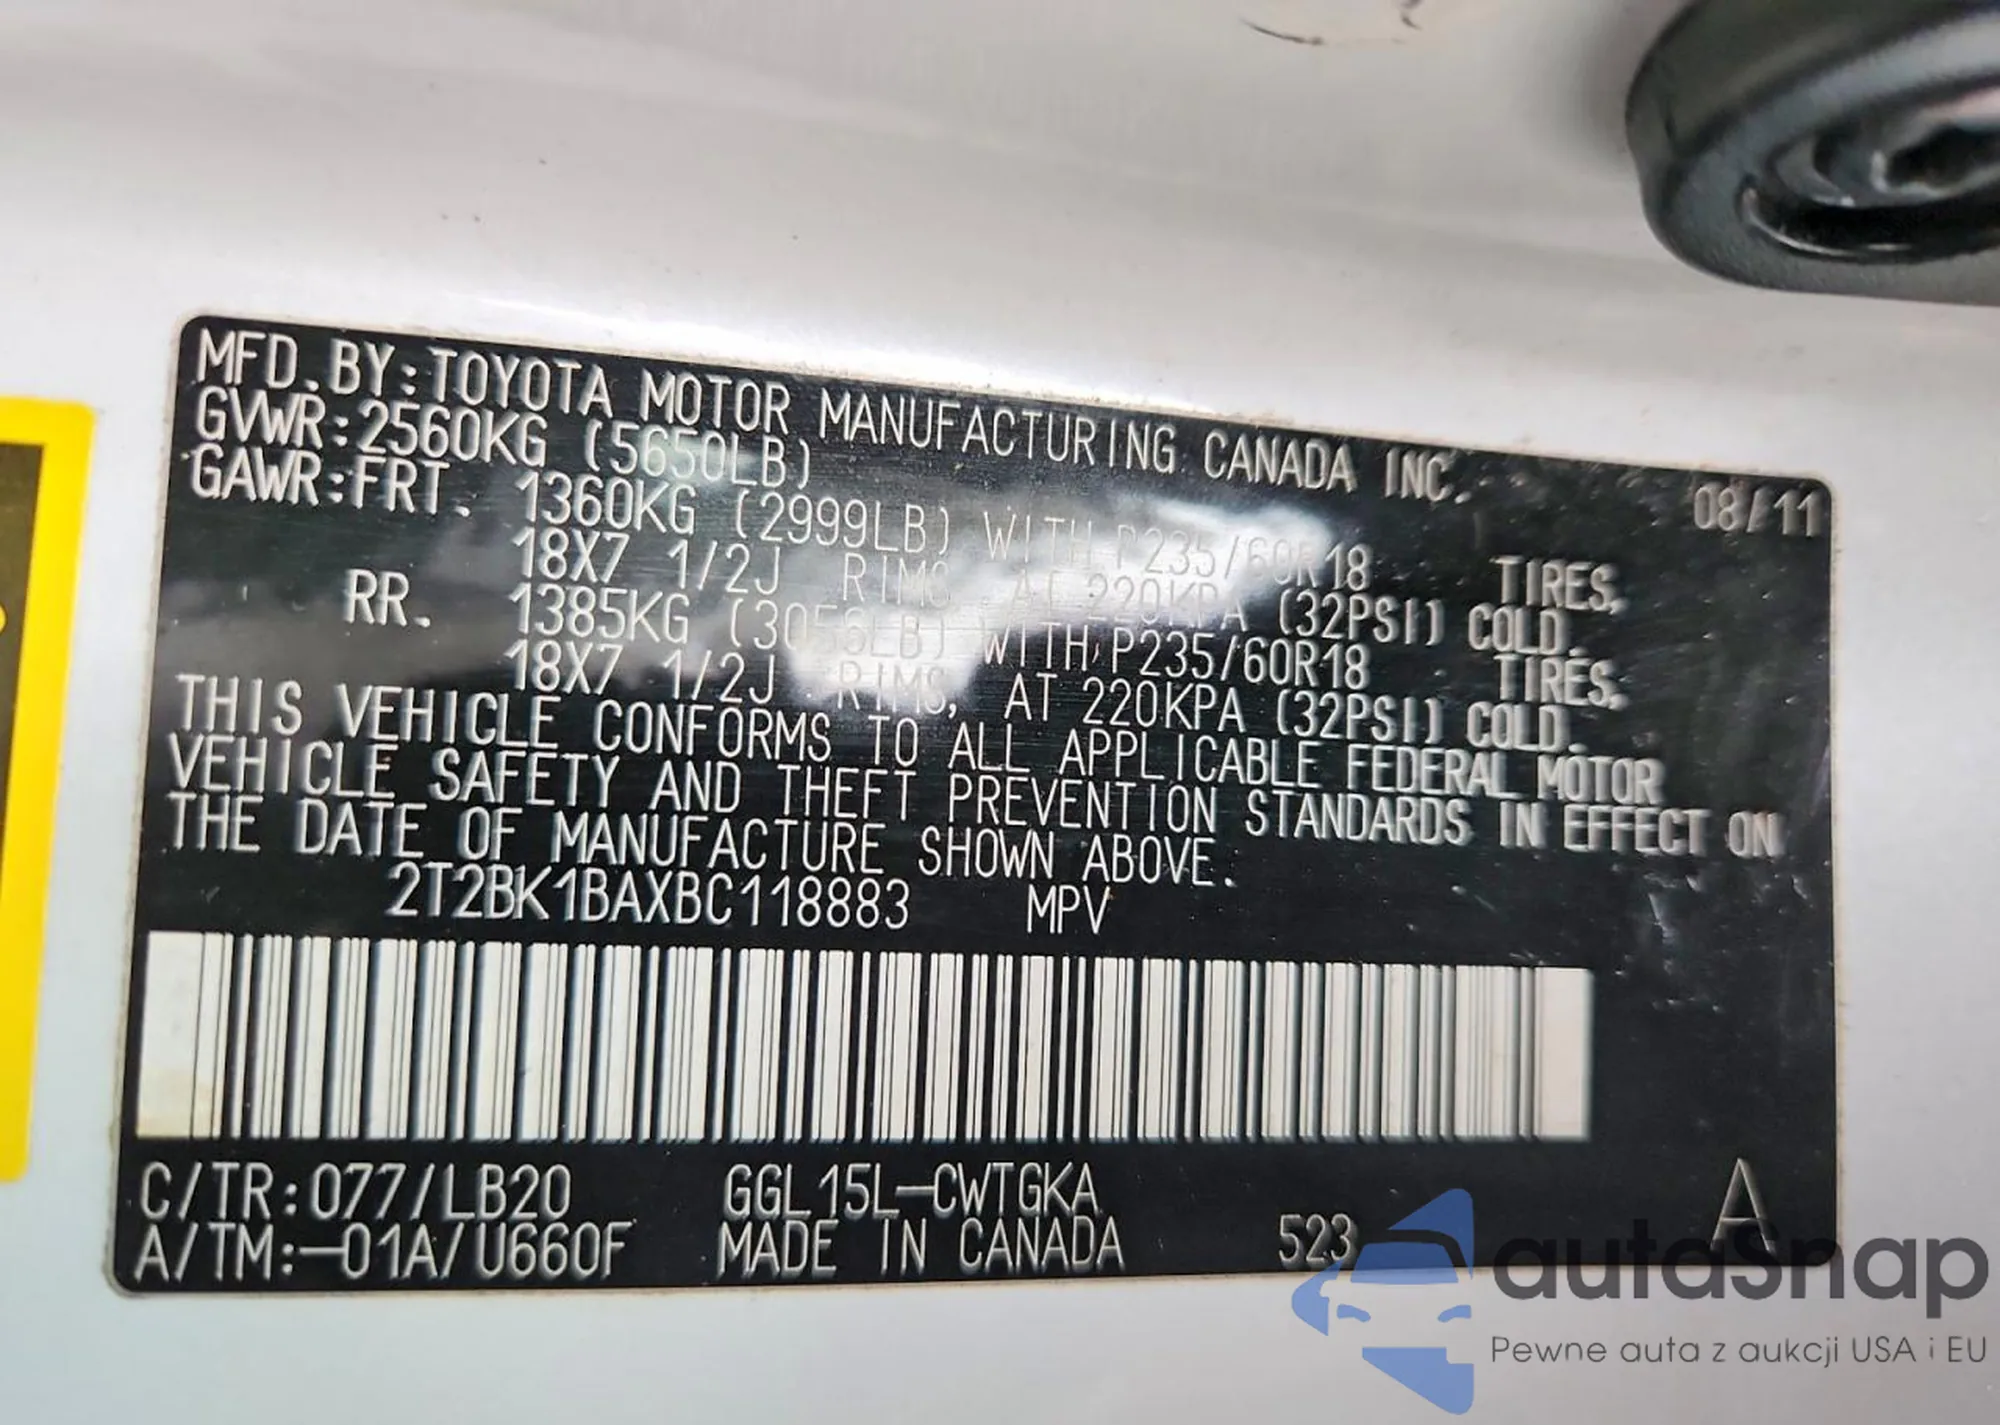 MFD.BY:TOYOTA MOTOR MANUFACTURING CANADA INC. 08/11
GVWR:2560KG (5650LB)
GAWR:FRT. 1360KG (2999LB) WITH P235/60R18 TIRES,
18X7 1/2J RIMS, AT 220KPA (32PSI) COLD.
RR. 1385KG (3056LB) WITH P235/60R18 TIRES,
18X7 1/2J RIMS, AT 220KPA (32PSI) COLD.
THIS VEHICLE CONFORMS TO ALL APPLICABLE FEDERAL MOTOR
VEHICLE SAFETY AND THEFT PREVENTION STANDARDS IN EFFECT ON
THE DATE OF MANUFACTURE SHOWN ABOVE.
2T2BK1BAXBC118883 MPV
C/TR:077/LB20 GGL15L-CWTGKA A
A/TM:-01A/U660F MADE IN CANADA 523
autaSnap
Pewne auta z aukcji USA i EU